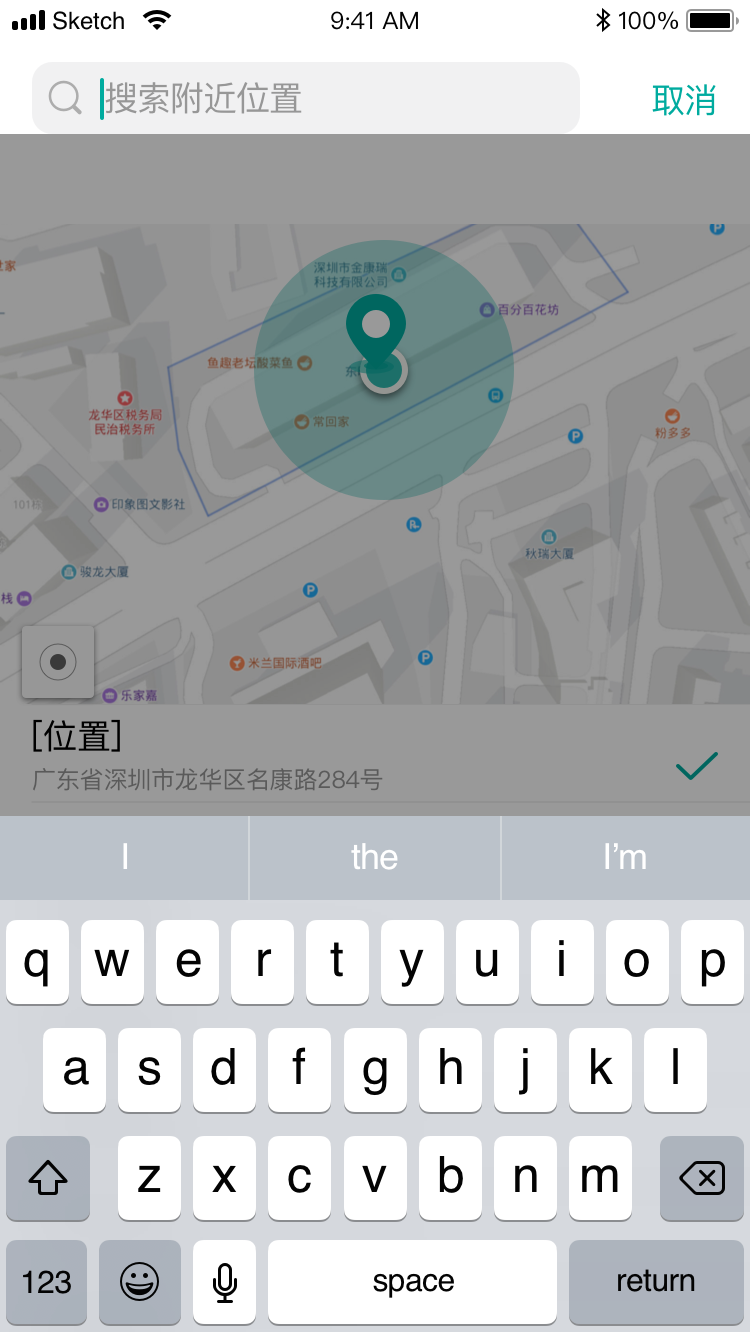 Sketch
9:41 AM
100%
搜索附近位置
取消
世家
深圳市金康瑞
科技有限公司
百分百花坊
鱼趣老坛酸菜鱼
龙华区税务局
民治税务所
常回家
粉多多
101栋
印象图文影社
秋瑞大厦
骏龙大厦
栈
米兰国际酒吧
乐家嘉
[位置]
广东省深圳市龙华区名康路284号
I
the
I'm
q w e r t y u i o p
a s d f g h j k l
z x c v b n m
123
space
return